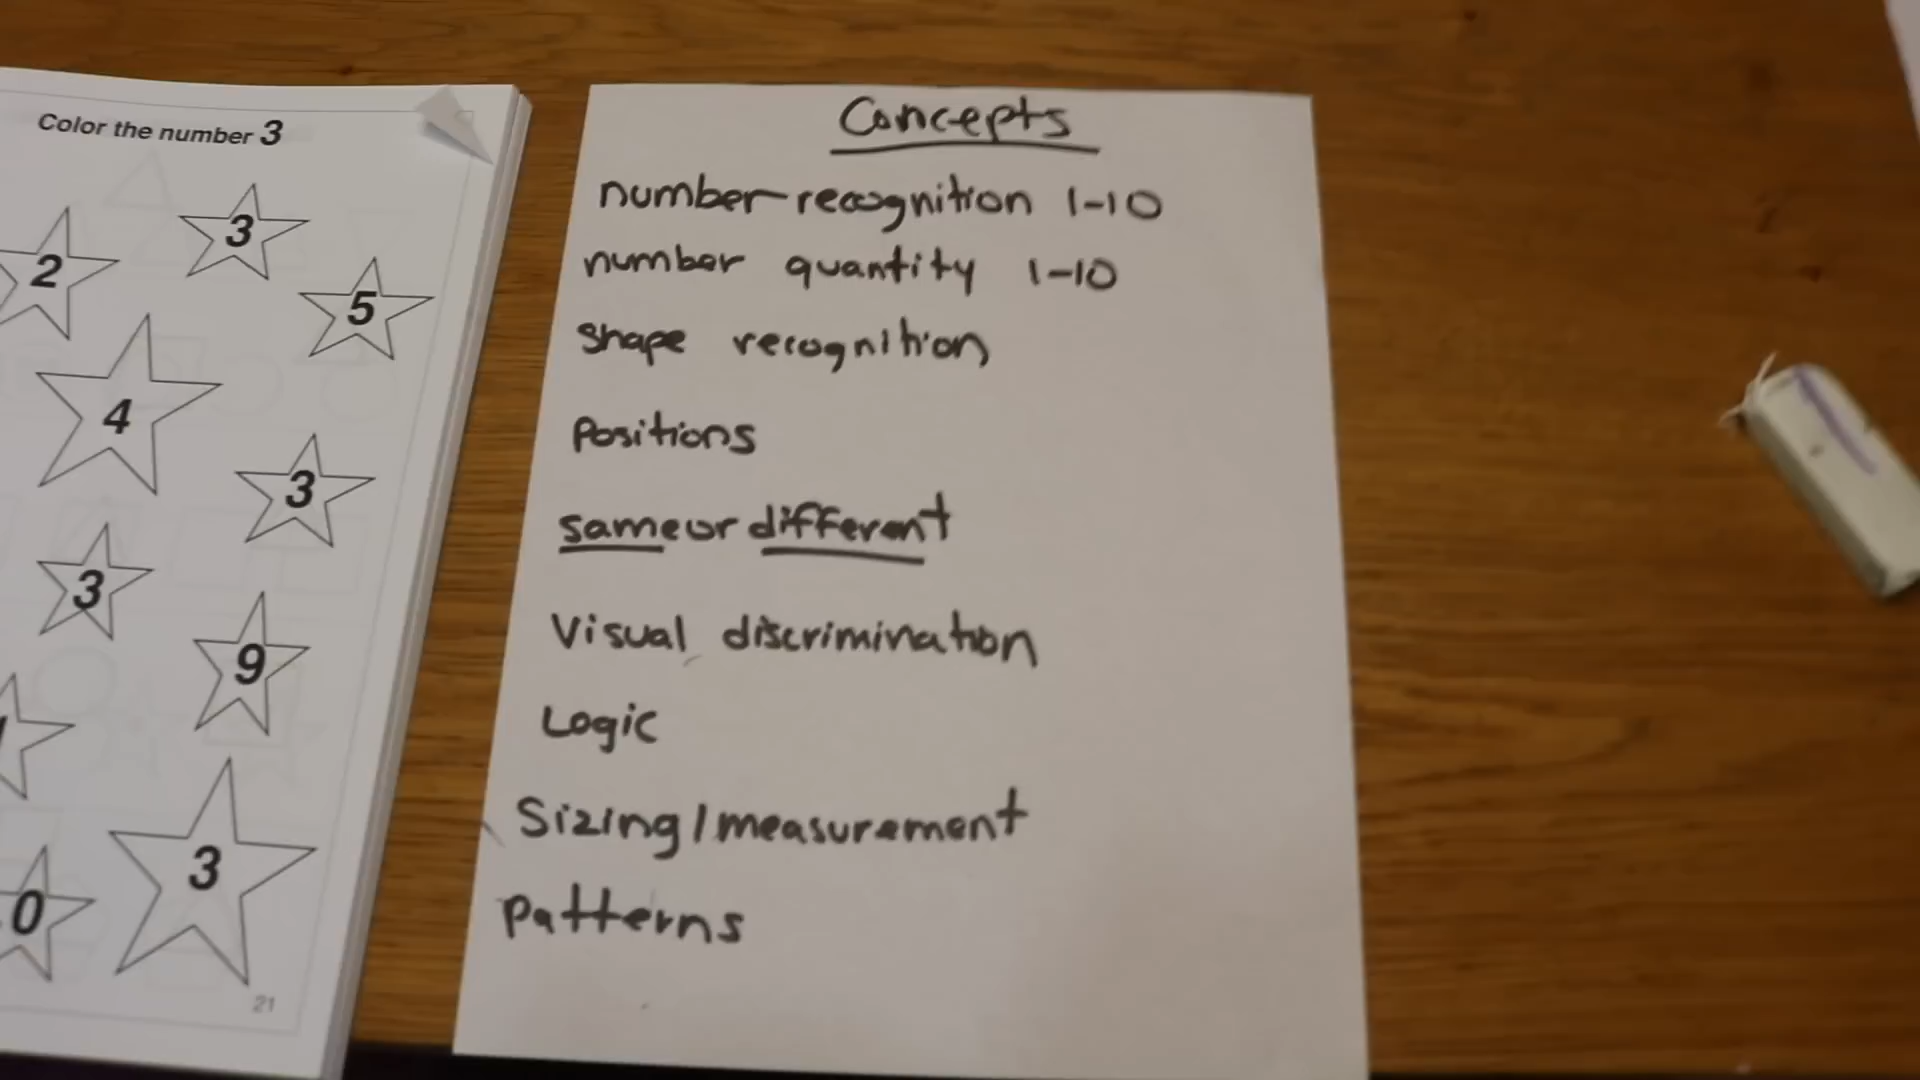 Color the number 3
3
2
5
4
3
3
9
3
0
21
Concepts
number recognition 1-10
number quantity 1-10
shape recognition
Positions
same or different
Visual discrimination
Logic
Sizing/measurement
Patterns